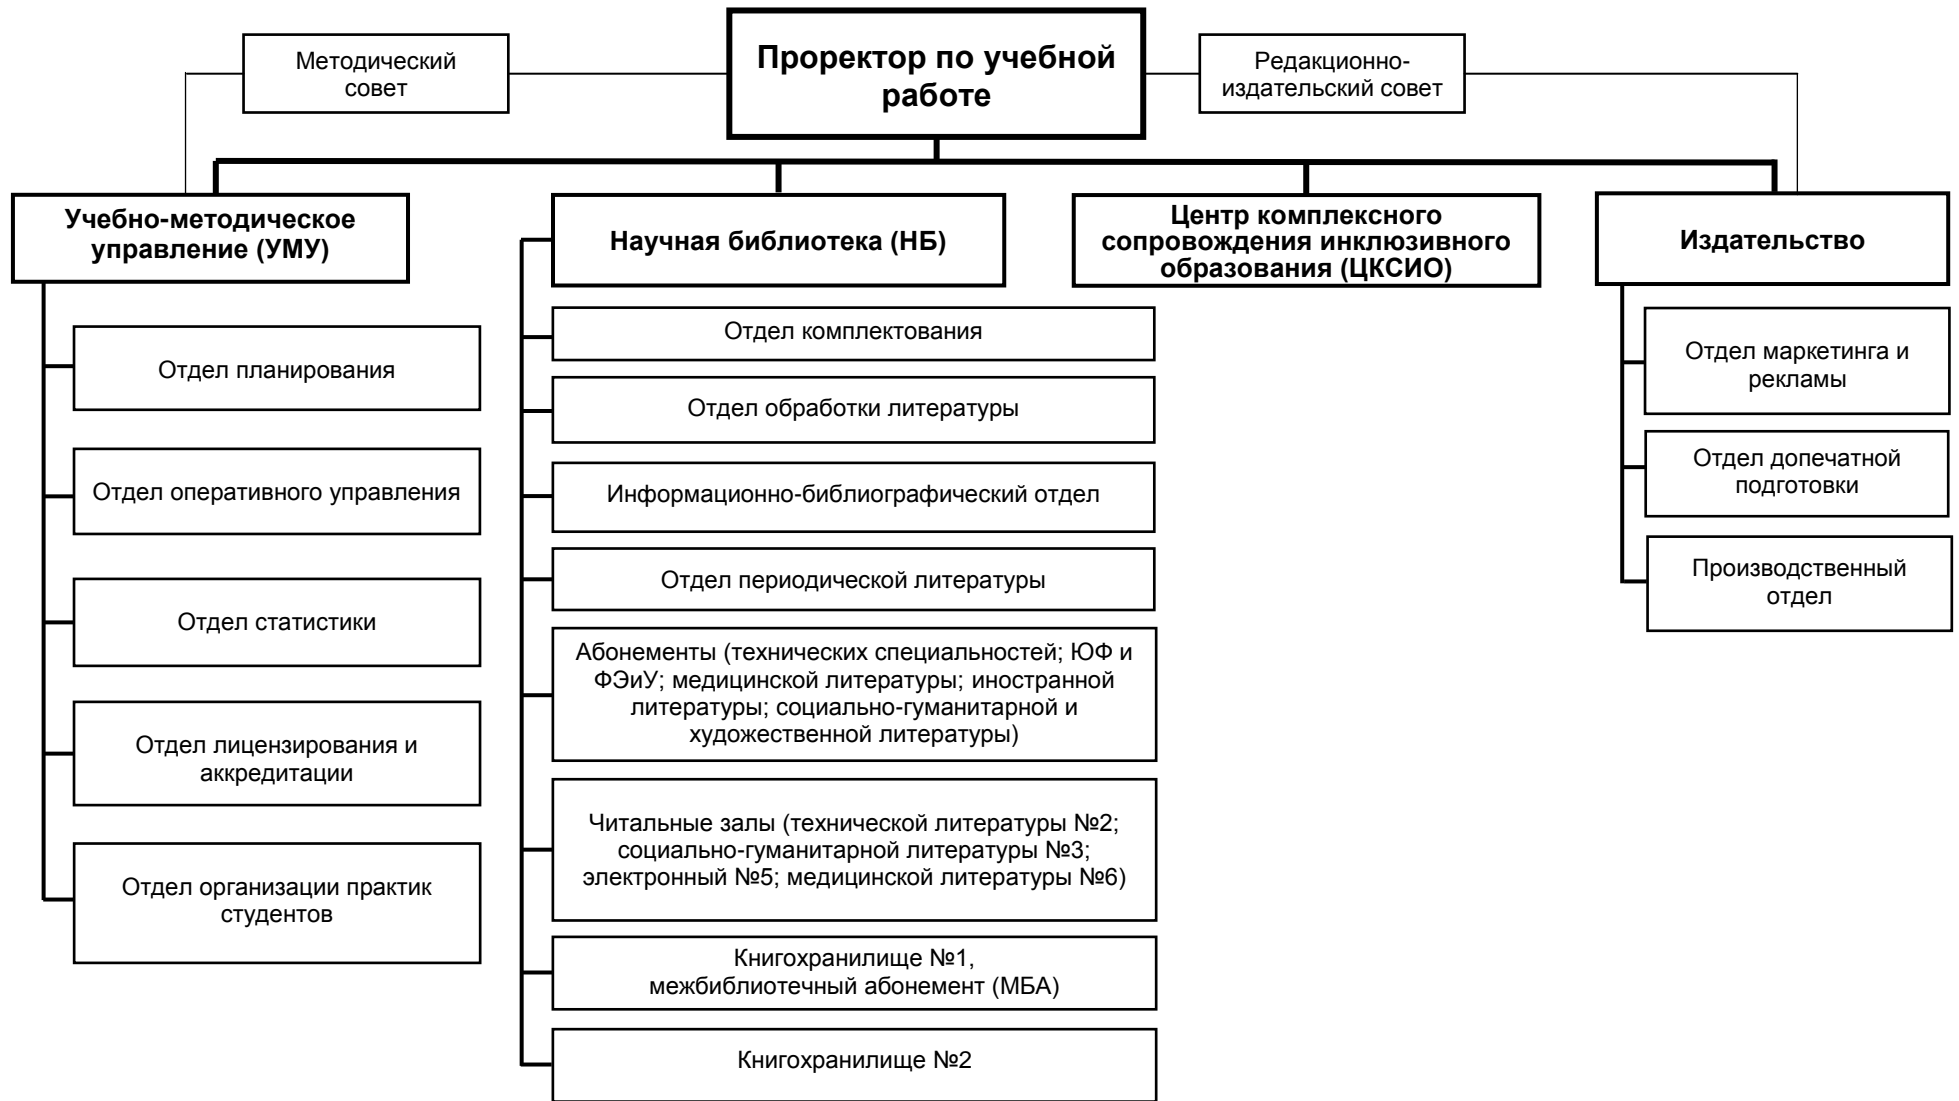 Методический
совет
Проректор по учебной
работе
Редакционно-
издательский совет
Учебно-методическое
управление (УМУ)
Научная библиотека (НБ)
Центр комплексного
сопровождения инклюзивного
образования (ЦКСИО)
Издательство
Отдел планирования
Отдел оперативного управления
Отдел статистики
Отдел лицензирования и
аккредитации
Отдел организации практик
студентов
Отдел комплектования
Отдел обработки литературы
Информационно-библиографический отдел
Отдел периодической литературы
Абонементы (технических специальностей; ЮФ и
ФЭиУ; медицинской литературы; иностранной
литературы; социально-гуманитарной и
художественной литературы)
Читальные залы (технической литературы №2;
социально-гуманитарной литературы №3;
электронный №5; медицинской литературы №6)
Книгохранилище №1,
межбиблиотечный абонемент (МБА)
Книгохранилище №2
Отдел маркетинга и
рекламы
Отдел допечатной
подготовки
Производственный
отдел